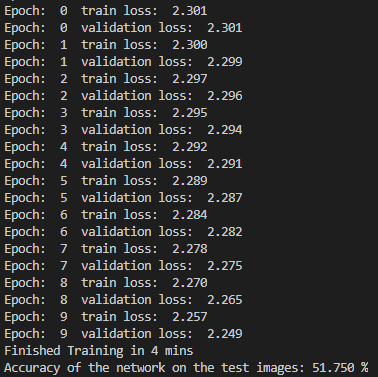 Epoch:  0  train loss:  2.301
Epoch:  0  validation loss:  2.301
Epoch:  1  train loss:  2.300
Epoch:  1  validation loss:  2.299
Epoch:  2  train loss:  2.297
Epoch:  2  validation loss:  2.296
Epoch:  3  train loss:  2.295
Epoch:  3  validation loss:  2.294
Epoch:  4  train loss:  2.292
Epoch:  4  validation loss:  2.291
Epoch:  5  train loss:  2.289
Epoch:  5  validation loss:  2.287
Epoch:  6  train loss:  2.284
Epoch:  6  validation loss:  2.282
Epoch:  7  train loss:  2.278
Epoch:  7  validation loss:  2.275
Epoch:  8  train loss:  2.270
Epoch:  8  validation loss:  2.265
Epoch:  9  train loss:  2.257
Epoch:  9  validation loss:  2.249
Finished Training in 4 mins
Accuracy of the network on the test images: 51.750 %